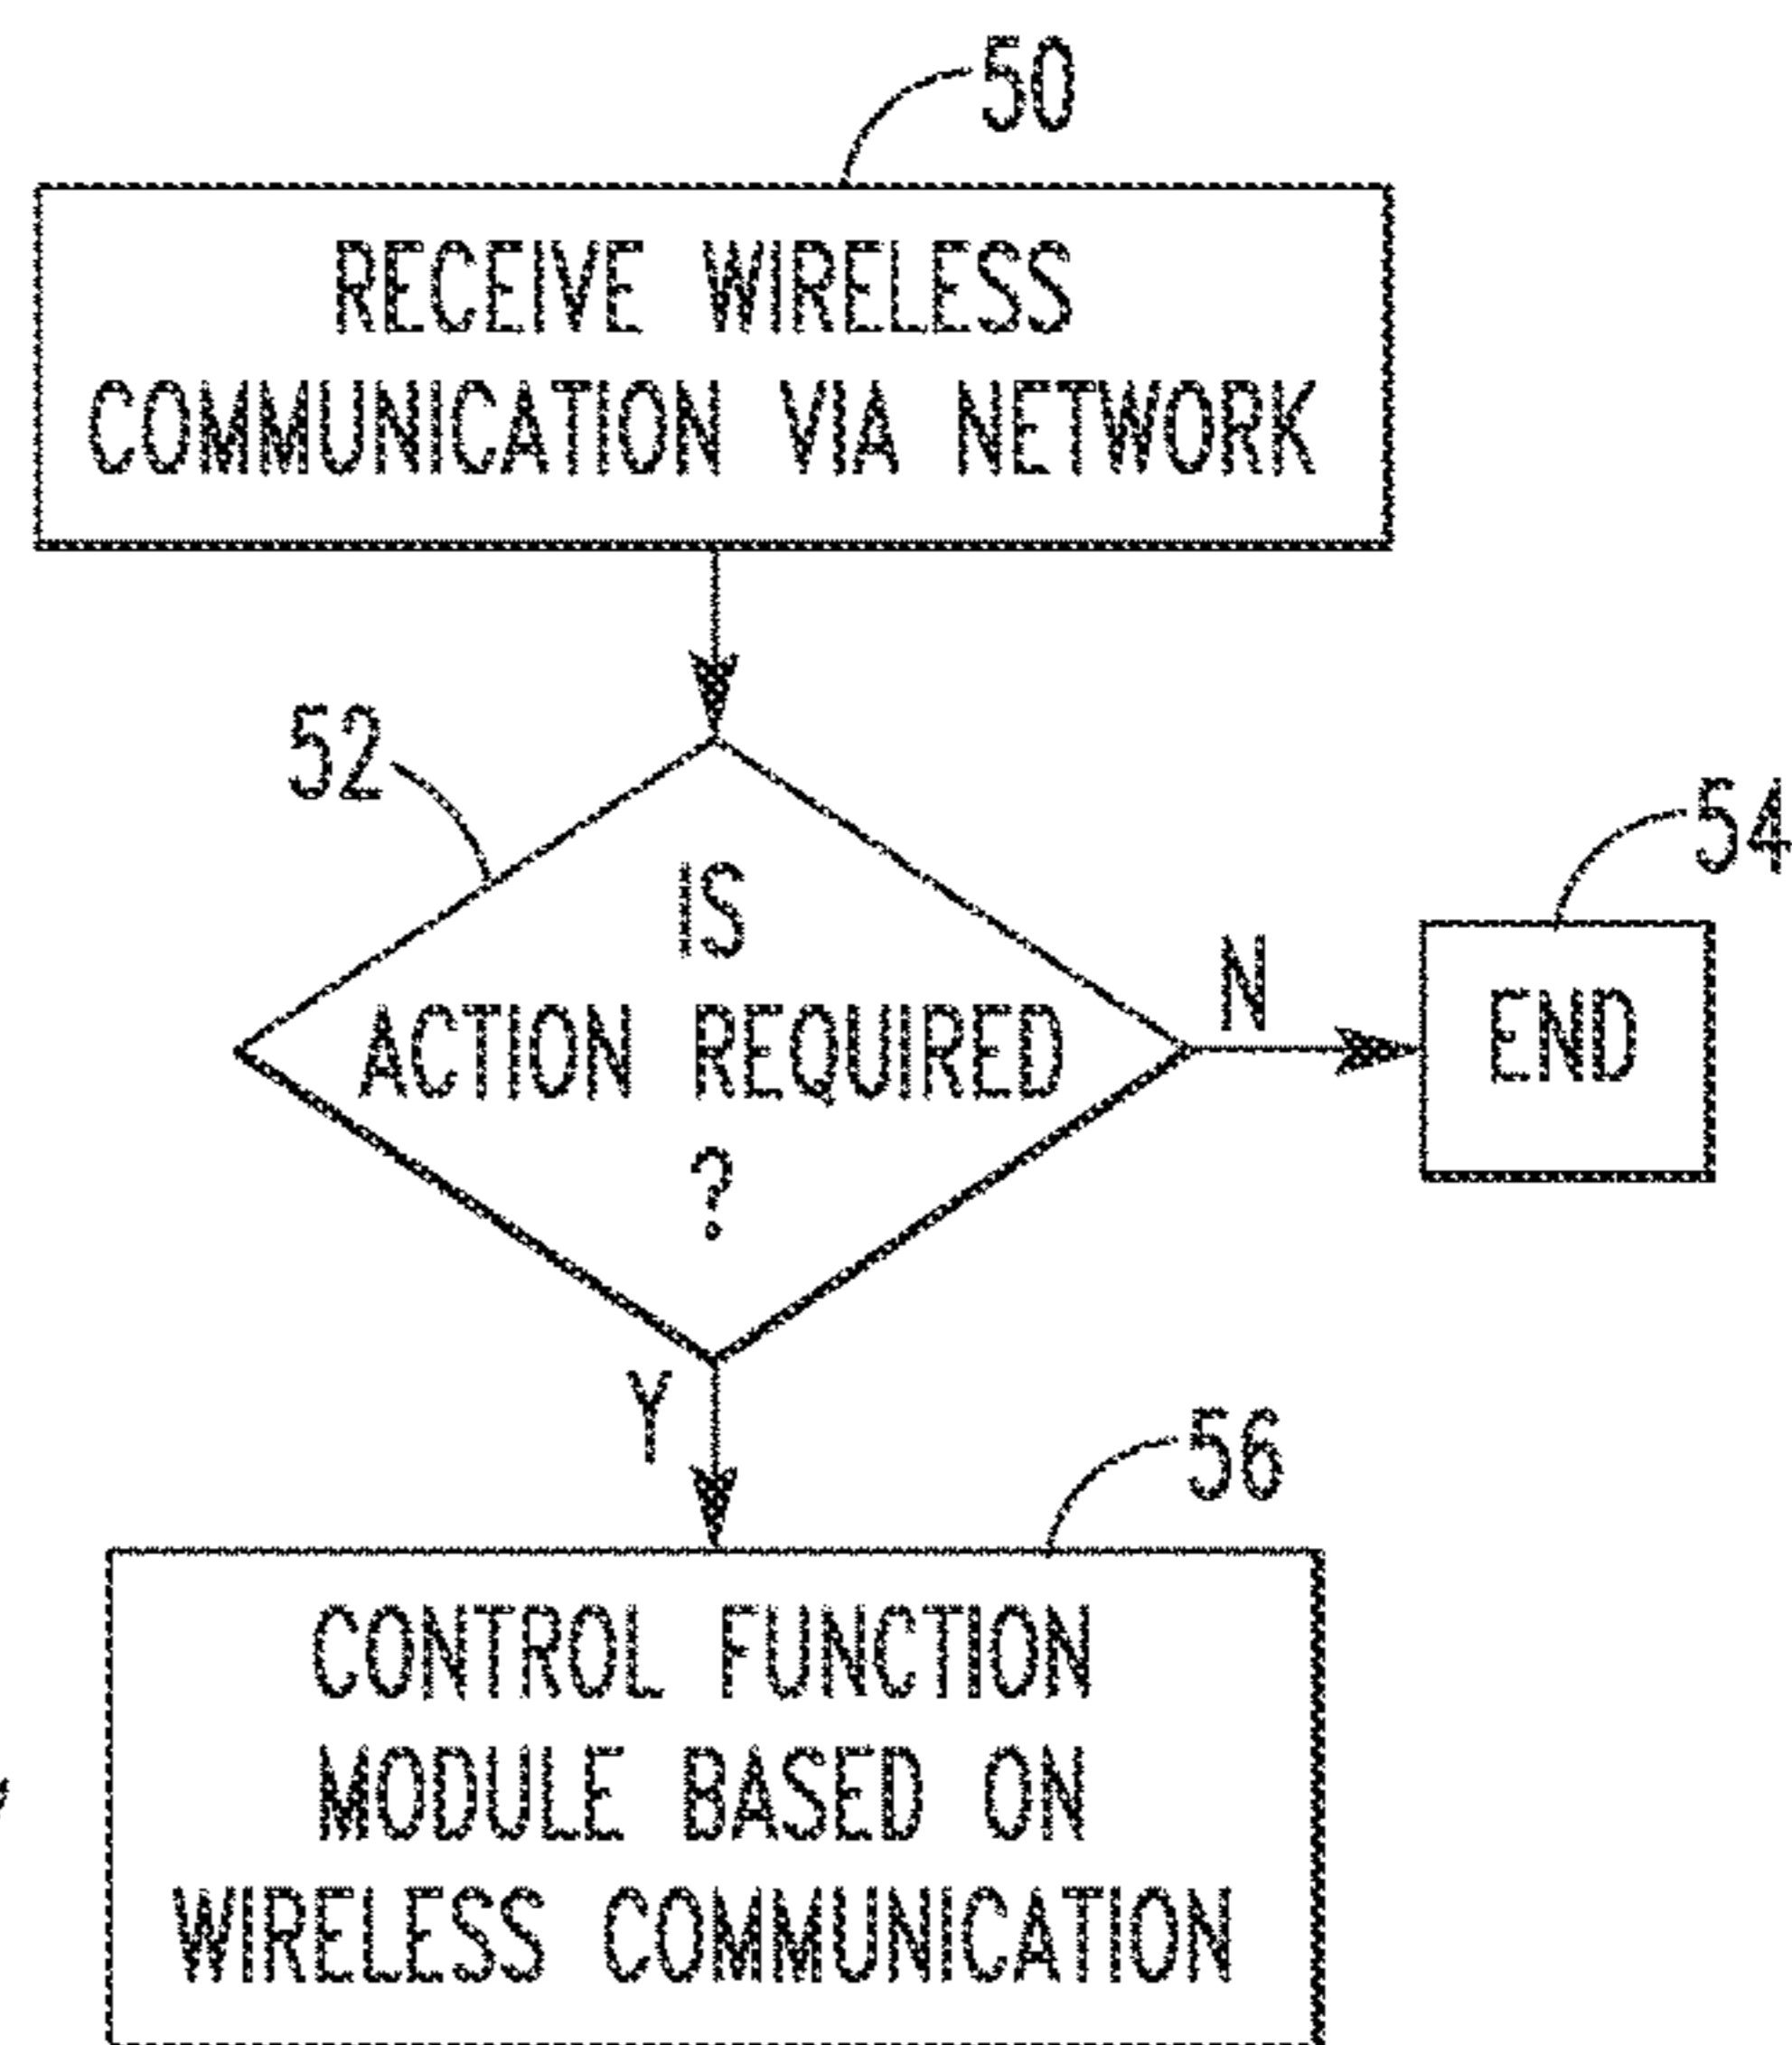 50
RECEIVE WIRELESS
COMMUNICATION VIA NETWORK
52
IS
ACTION REQUIRED
?
N
54
END
Y
56
CONTROL FUNCTION
MODULE BASED ON
WIRELESS COMMUNICATION